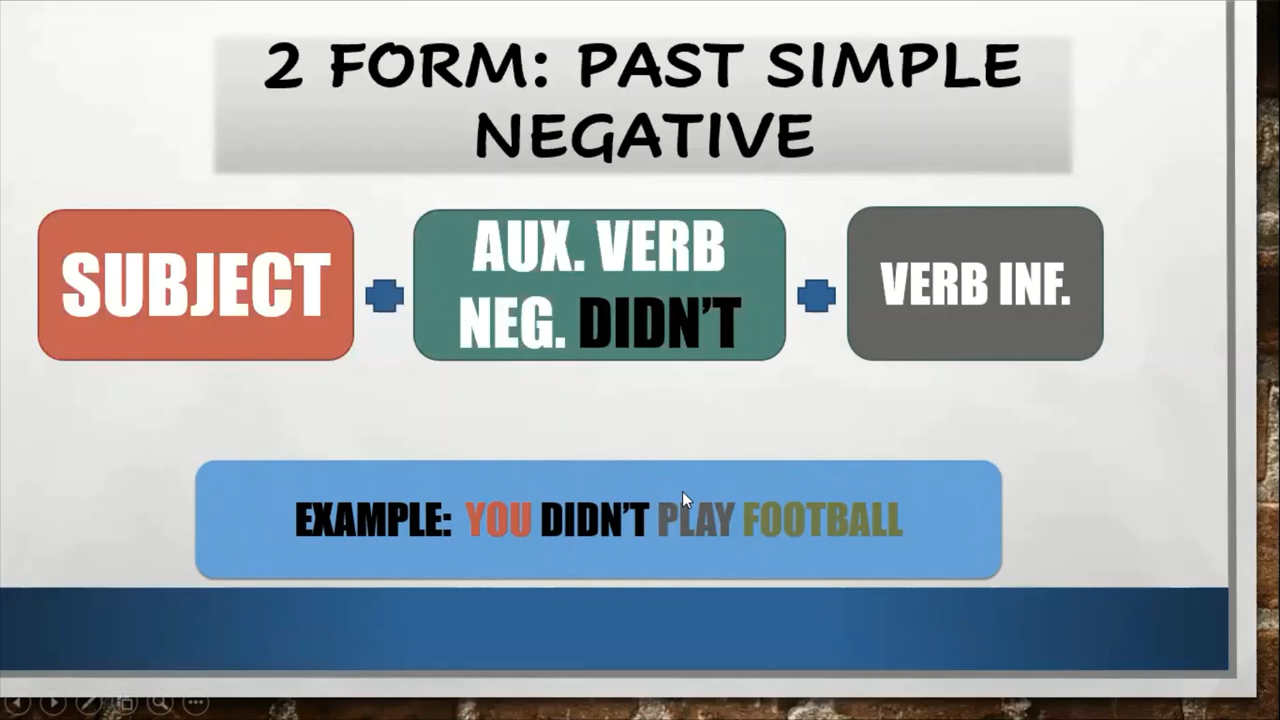 2 FORM: PAST SIMPLE
NEGATIVE
SUBJECT
AUX. VERB
NEG. DIDN'T
VERB INF.
EXAMPLE: YOU DIDN'T PLAY FOOTBALL